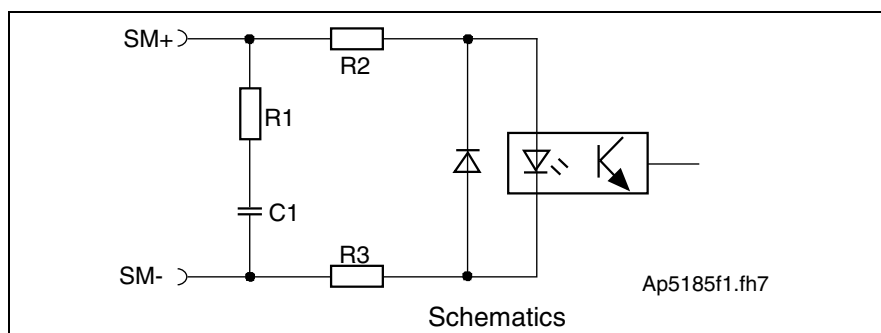 SM+
R2
R1
C1
R3
SM-
Ap5185f1.fh7
Schematics